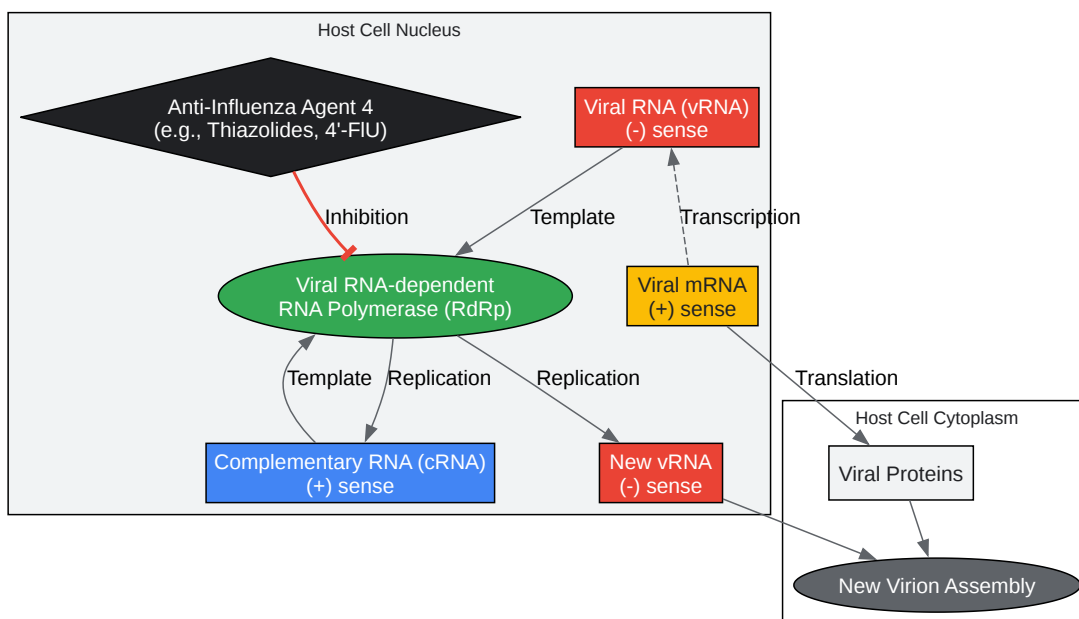 Host Cell Nucleus
Anti-Influenza Agent 4
(e.g., Thiazolides, 4'-FlU)
Viral RNA (vRNA)
(-) sense
Inhibition
Template
Transcription
Viral RNA-dependent
RNA Polymerase (RdRp)
Viral mRNA
(+) sense
Template
Replication
Replication
Translation
Host Cell Cytoplasm
Complementary RNA (cRNA)
(+) sense
New vRNA
(-) sense
Viral Proteins
New Virion Assembly